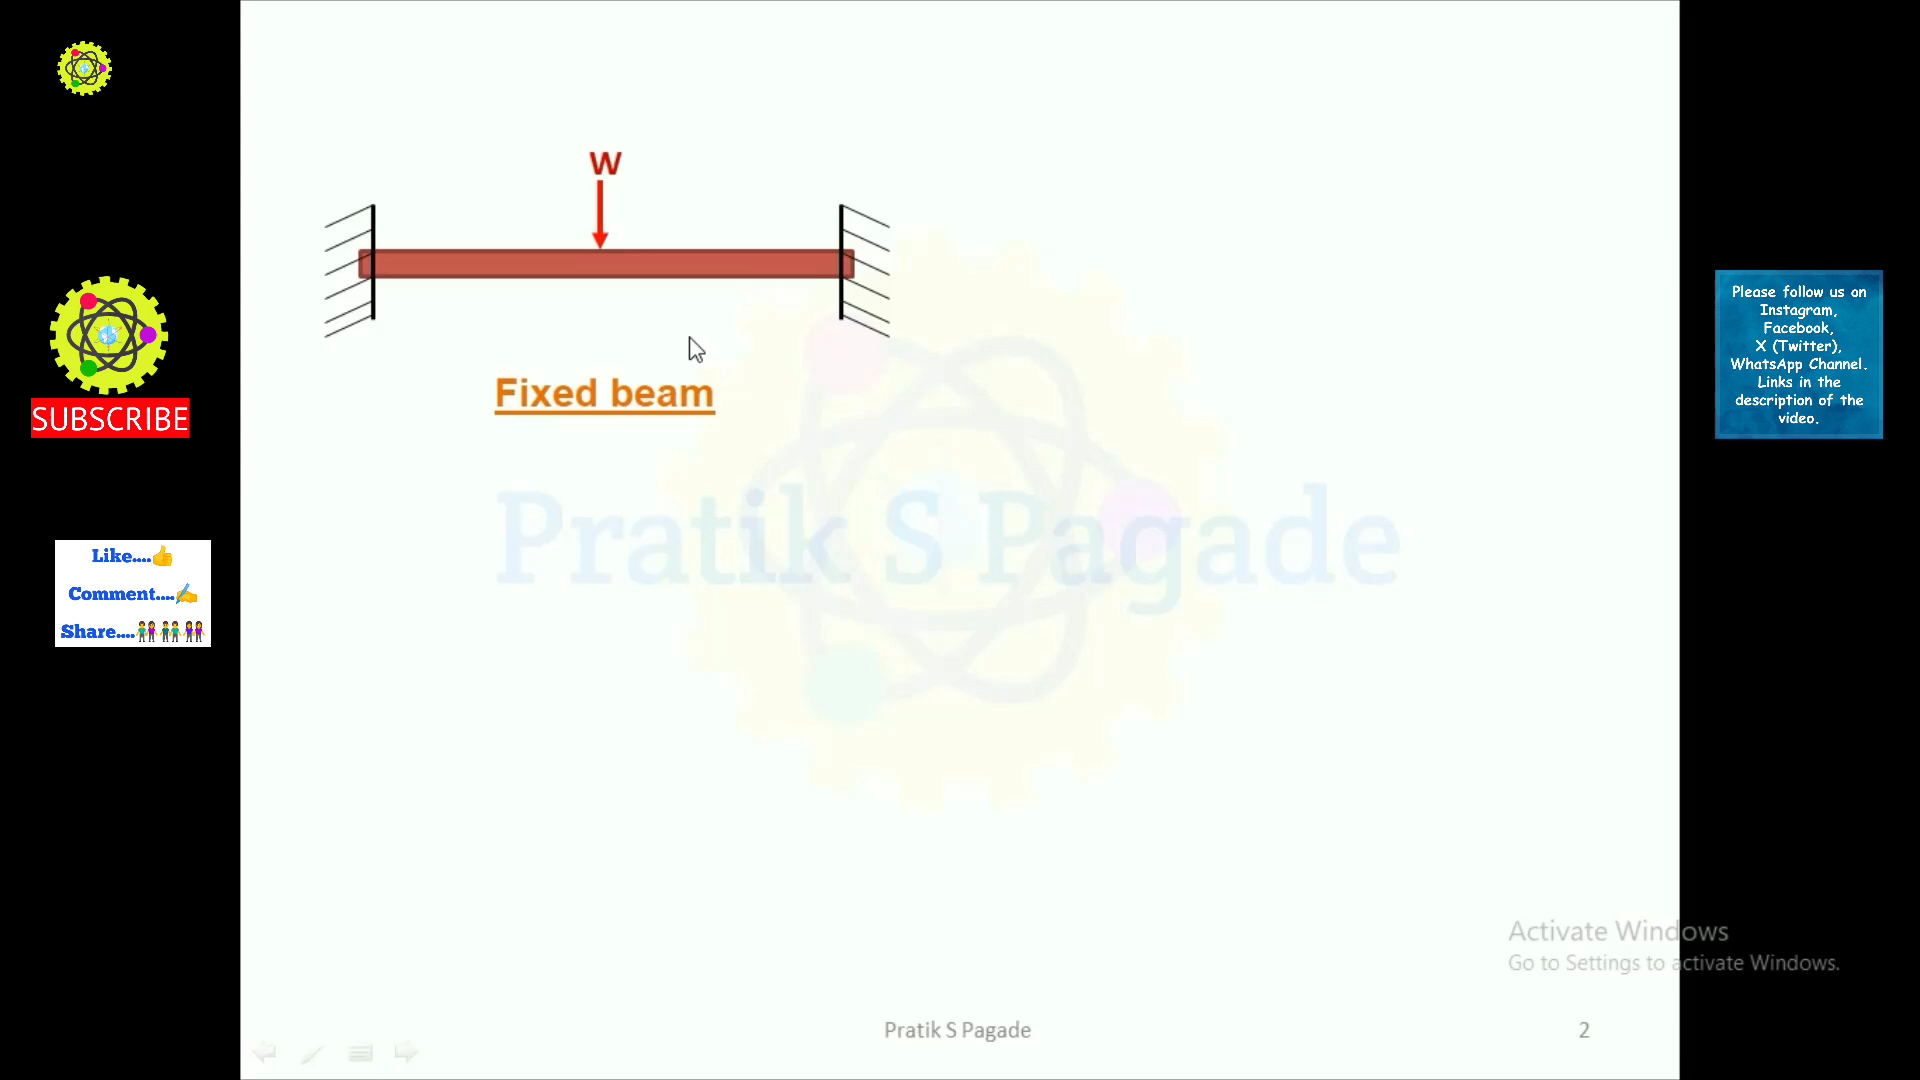 W
Fixed beam
Pratik S Pagade
SUBSCRIBE
Like....👍
Comment....✍
Share....👫👬👭
Please follow us on
Instagram,
Facebook,
X (Twitter),
WhatsApp Channel.
Links in the
description of the
video.
Activate Windows
Go to Settings to activate Windows.
Pratik S Pagade
2